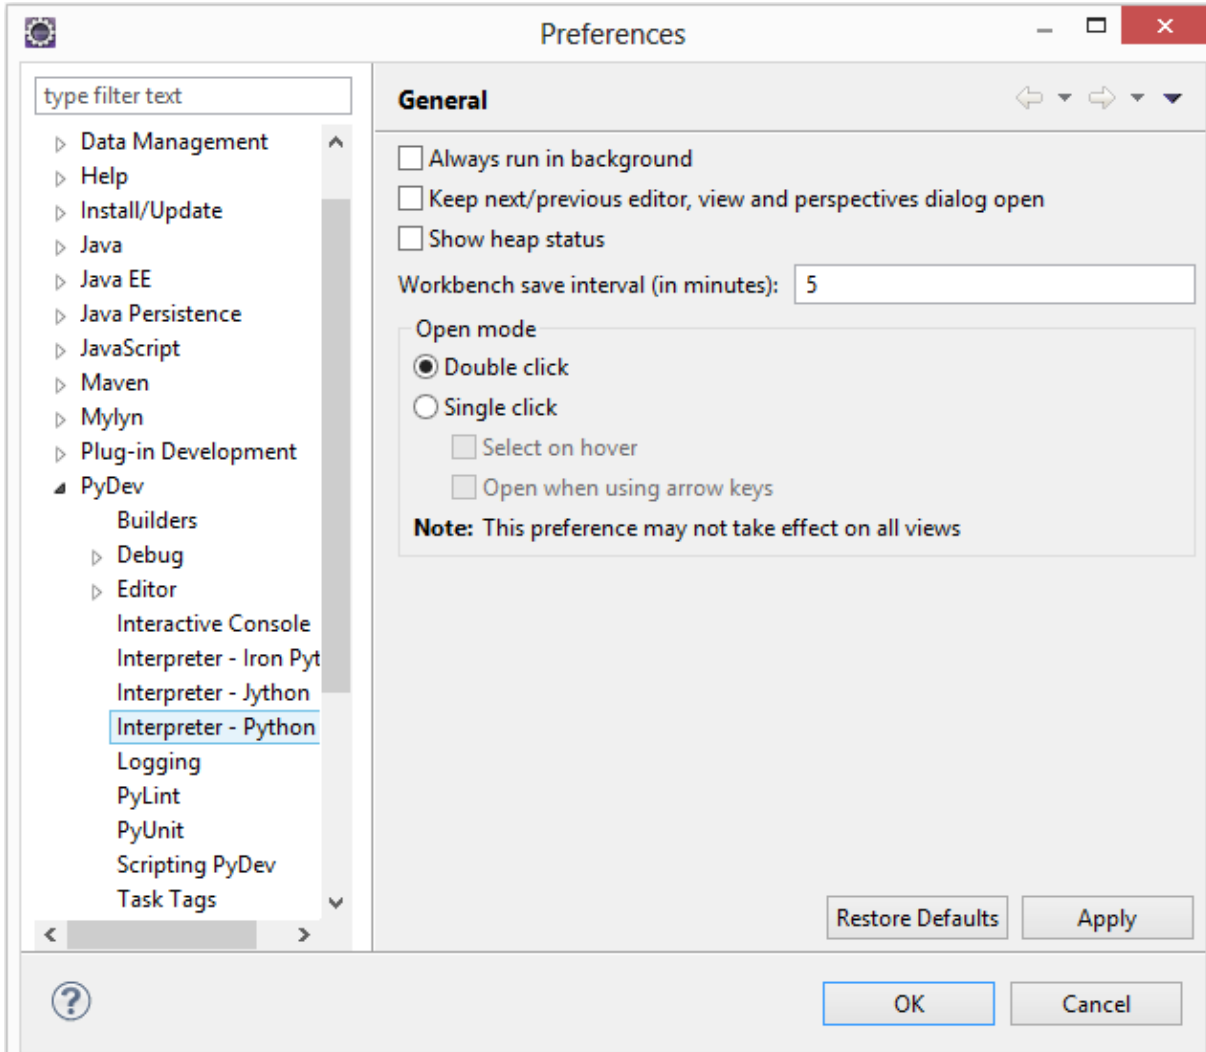 Preferences
type filter text
Data Management
Help
Install/Update
Java
Java EE
Java Persistence
JavaScript
Maven
Mylyn
Plug-in Development
PyDev
Builders
Debug
Editor
Interactive Console
Interpreter - Iron Pyt
Interpreter - Jython
Interpreter - Python
Logging
PyLint
PyUnit
Scripting PyDev
Task Tags
General
Always run in background
Keep next/previous editor, view and perspectives dialog open
Show heap status
Workbench save interval (in minutes): 5
Open mode
Double click
Single click
Select on hover
Open when using arrow keys
Note: This preference may not take effect on all views
Restore Defaults Apply
? OK Cancel